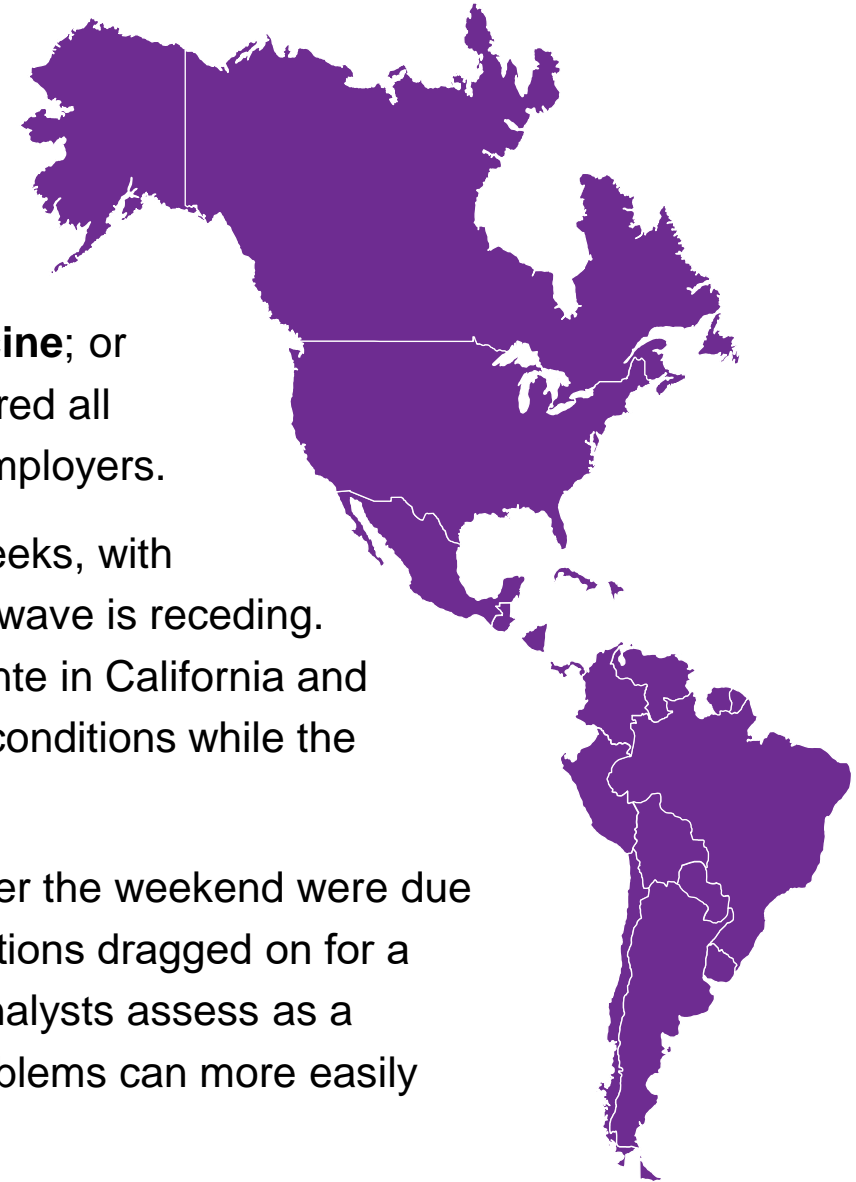 ine; or
red all
mployers.
eeks, with
wave is receding.
nte in California and
conditions while the
er the weekend were due
tions dragged on for a
nalysts assess as a
blems can more easily